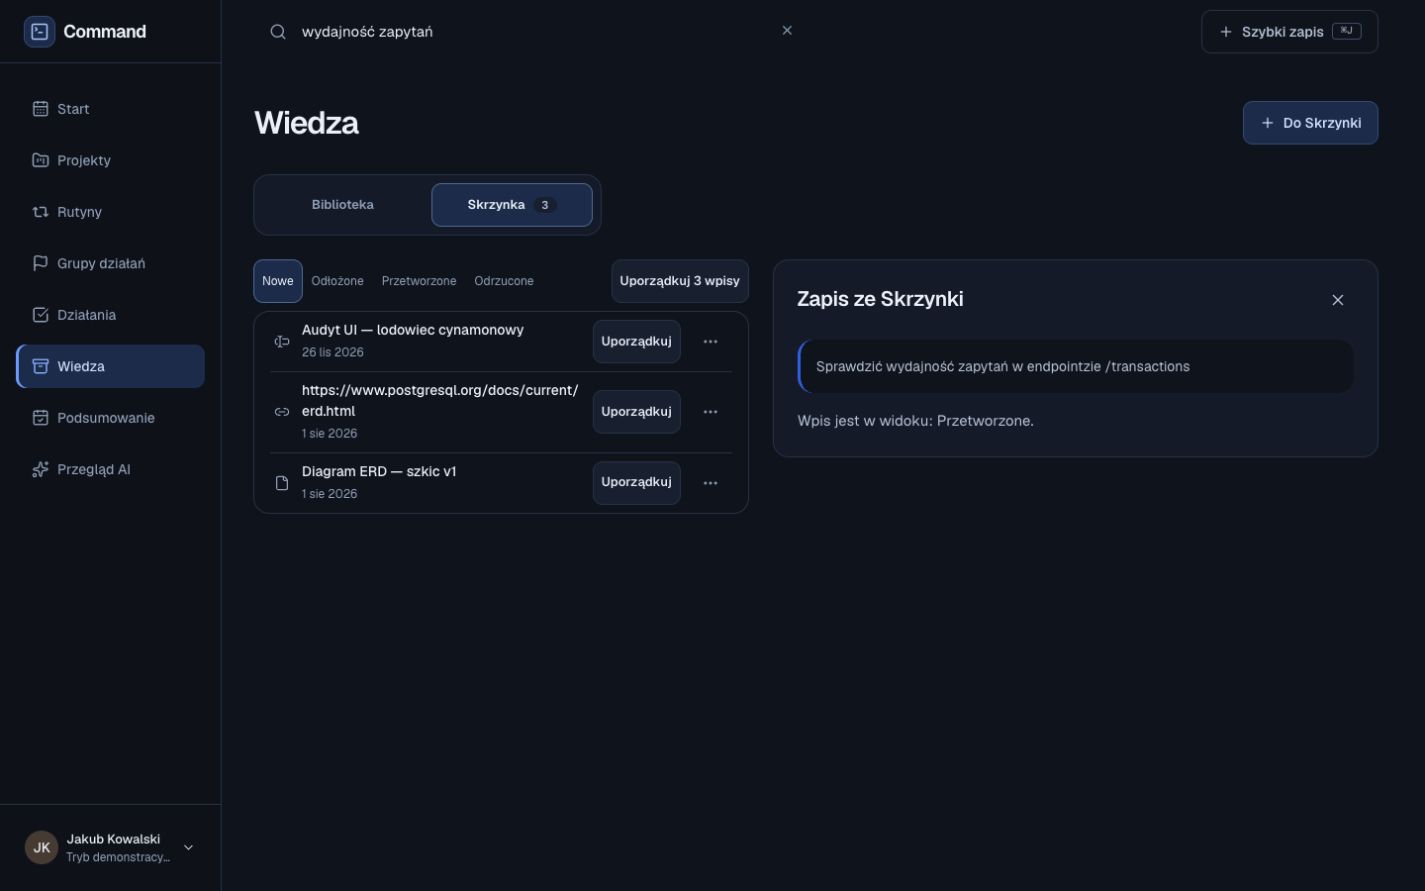 Command
wydajność zapytań
Szybki zapis ⌘J
Start
Projekty
Rutyny
Grupy działań
Działania
Wiedza
Podsumowanie
Przegląd AI
Wiedza
Do Skrzynki
Biblioteka
Skrzynka 3
Nowe Odłożone Przetworzone Odrzucone
Uporządkuj 3 wpisy
Audyt UI — lodowiec cynamonowy
26 lis 2026
Uporządkuj
https://www.postgresql.org/docs/current/
erd.html
1 sie 2026
Uporządkuj
Diagram ERD — szkic v1
1 sie 2026
Uporządkuj
Zapis ze Skrzynki
Sprawdzić wydajność zapytań w endpointzie /transactions
Wpis jest w widoku: Przetworzone.
JK
Jakub Kowalski
Tryb demonstracy...